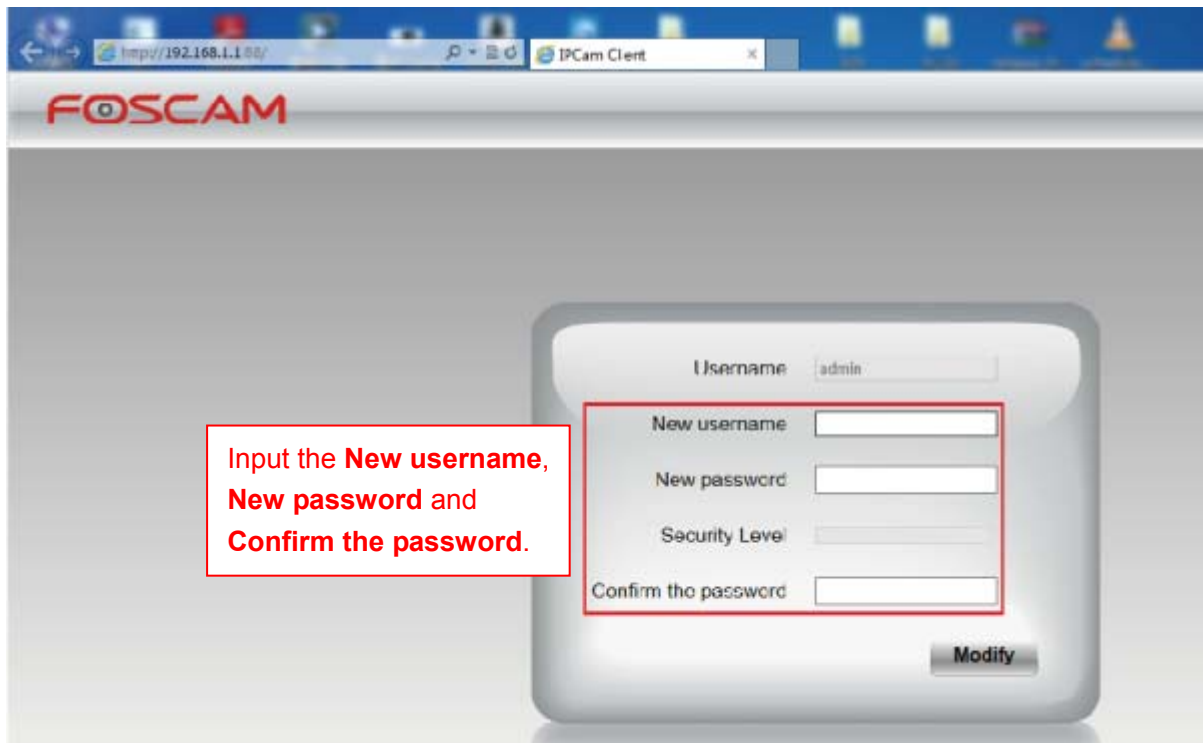 http://192.168.1.1:88/
IPCam Client
FOSCAM
Username admin
New username
Input the New username,
New password and
Confirm the password.
New password
Security Level
Confirm the password
Modify